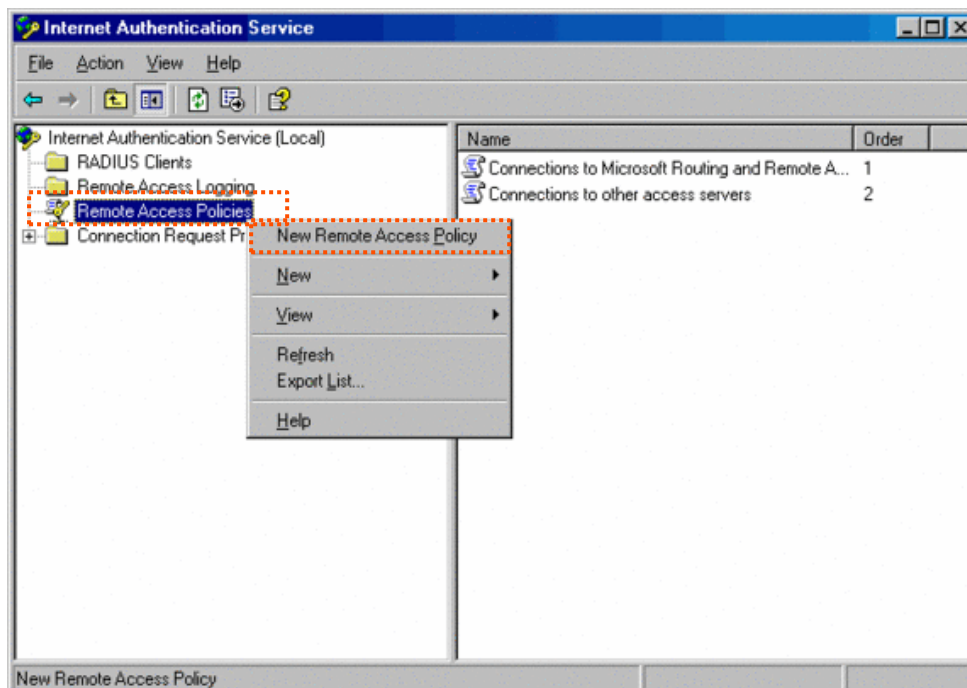 Internet Authentication Service
File Action View Help
Internet Authentication Service (Local)
RADIUS Clients
Remote Access Logging
Remote Access Policies
Connection Request Pr
Name Order
Connections to Microsoft Routing and Remote A... 1
Connections to other access servers 2
New Remote Access Policy
New
View
Refresh
Export List...
Help
New Remote Access Policy